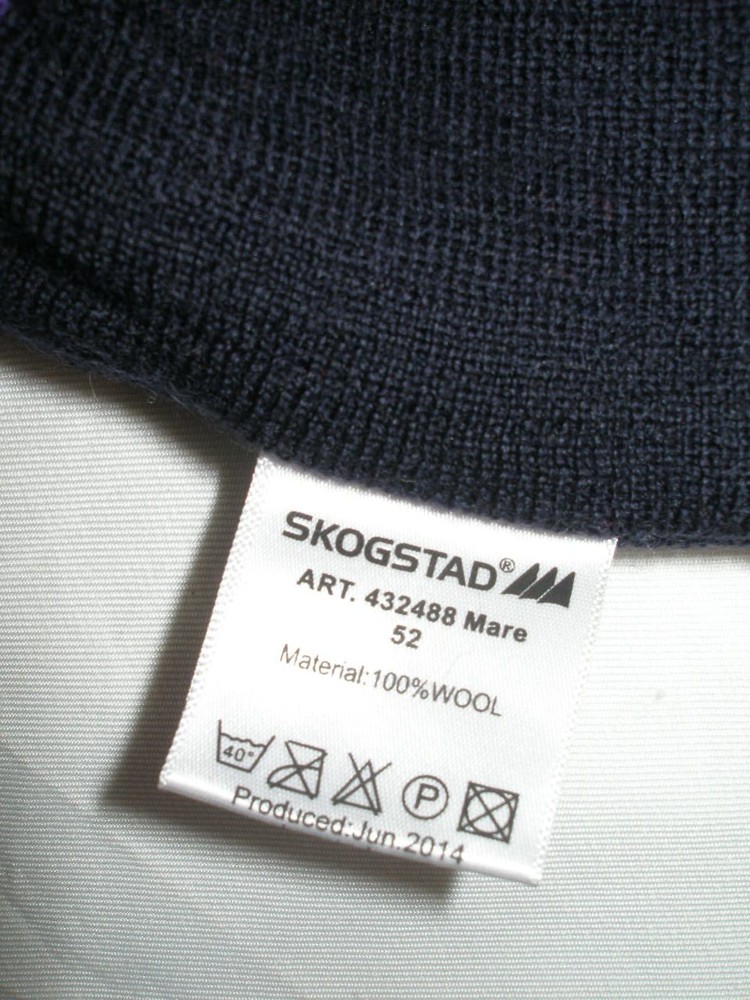 SKOGSTAD®
ART. 432488 Mare
52
Material:100%WOOL
40° P
Produced:Jun.2014